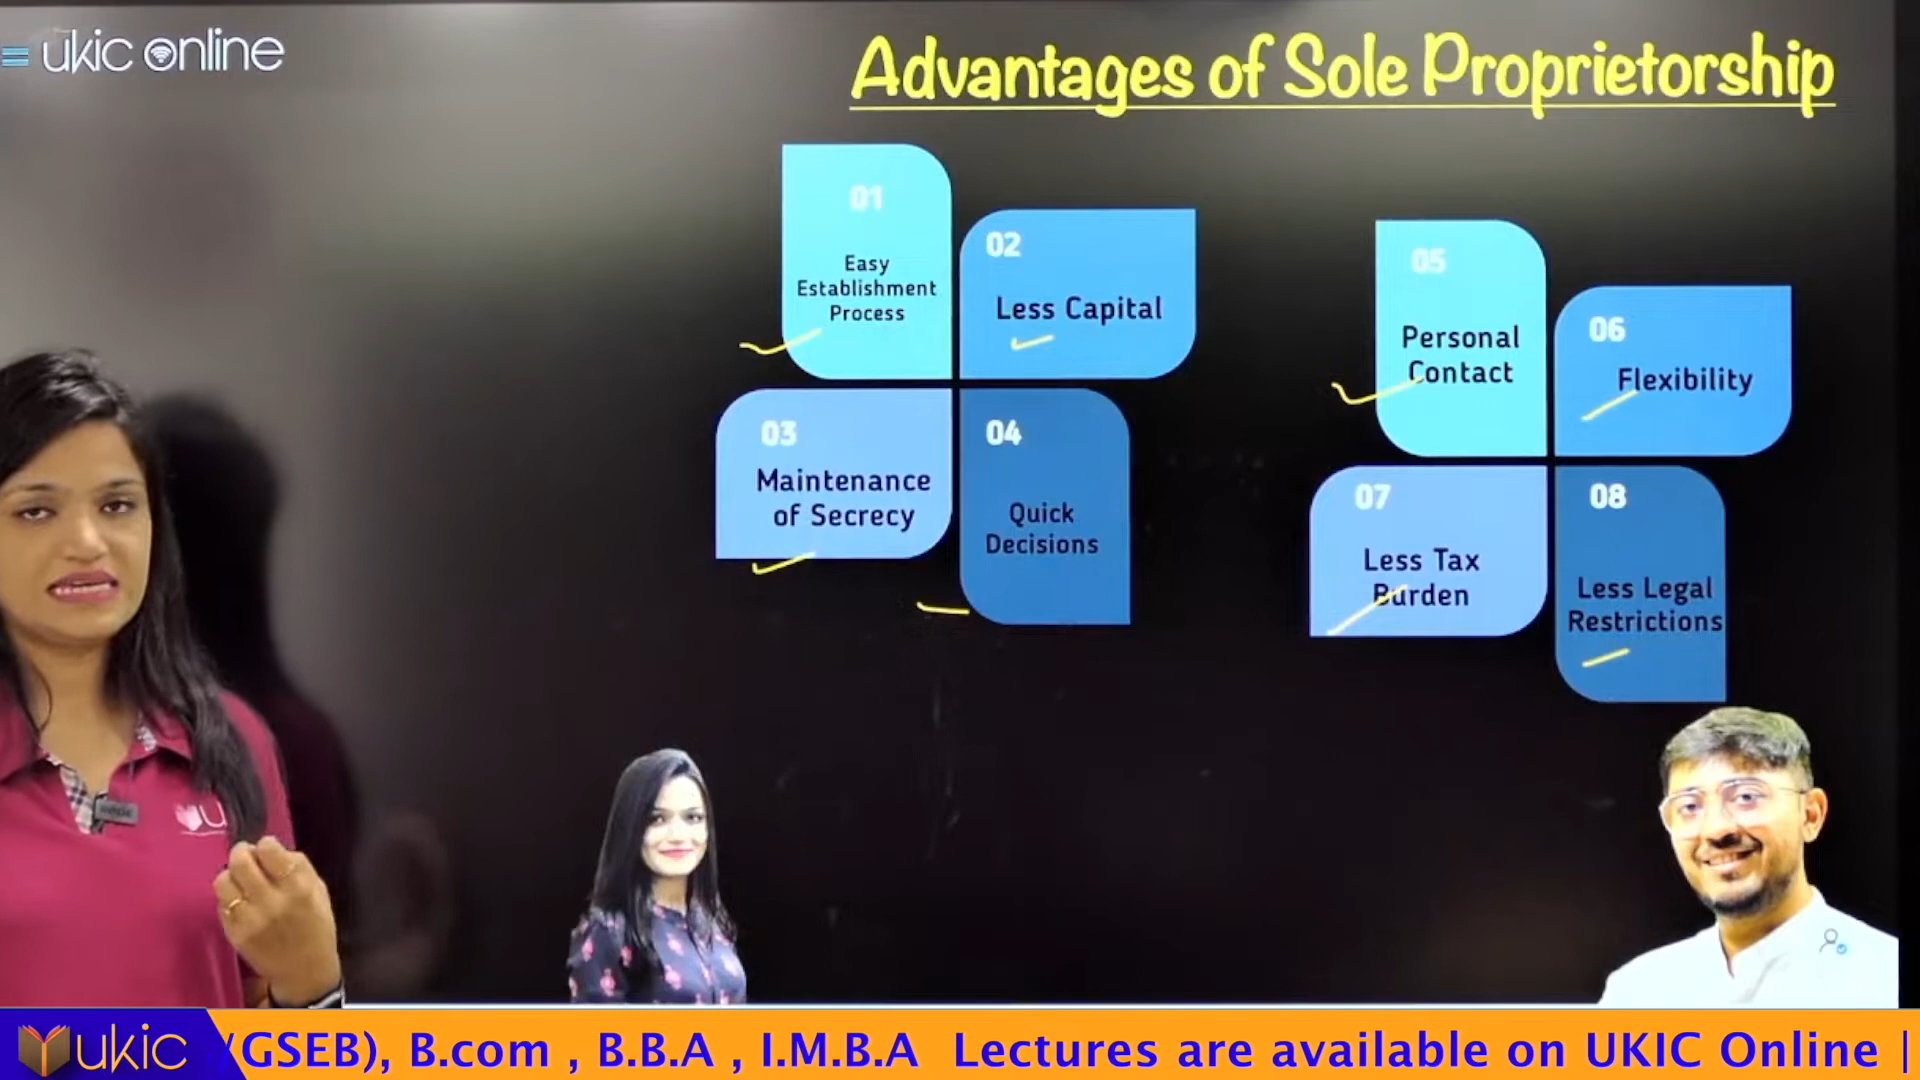 ukic online
Advantages of Sole Proprietorship
01
Easy
Establishment
Process
02
Less Capital
03
Maintenance
of Secrecy
04
Quick
Decisions
05
Personal
Contact
06
Flexibility
07
Less Tax
Burden
08
Less Legal
Restrictions
U
ukic
/GSEB), B.com , B.B.A , I.M.B.A Lectures are available on UKIC Online |